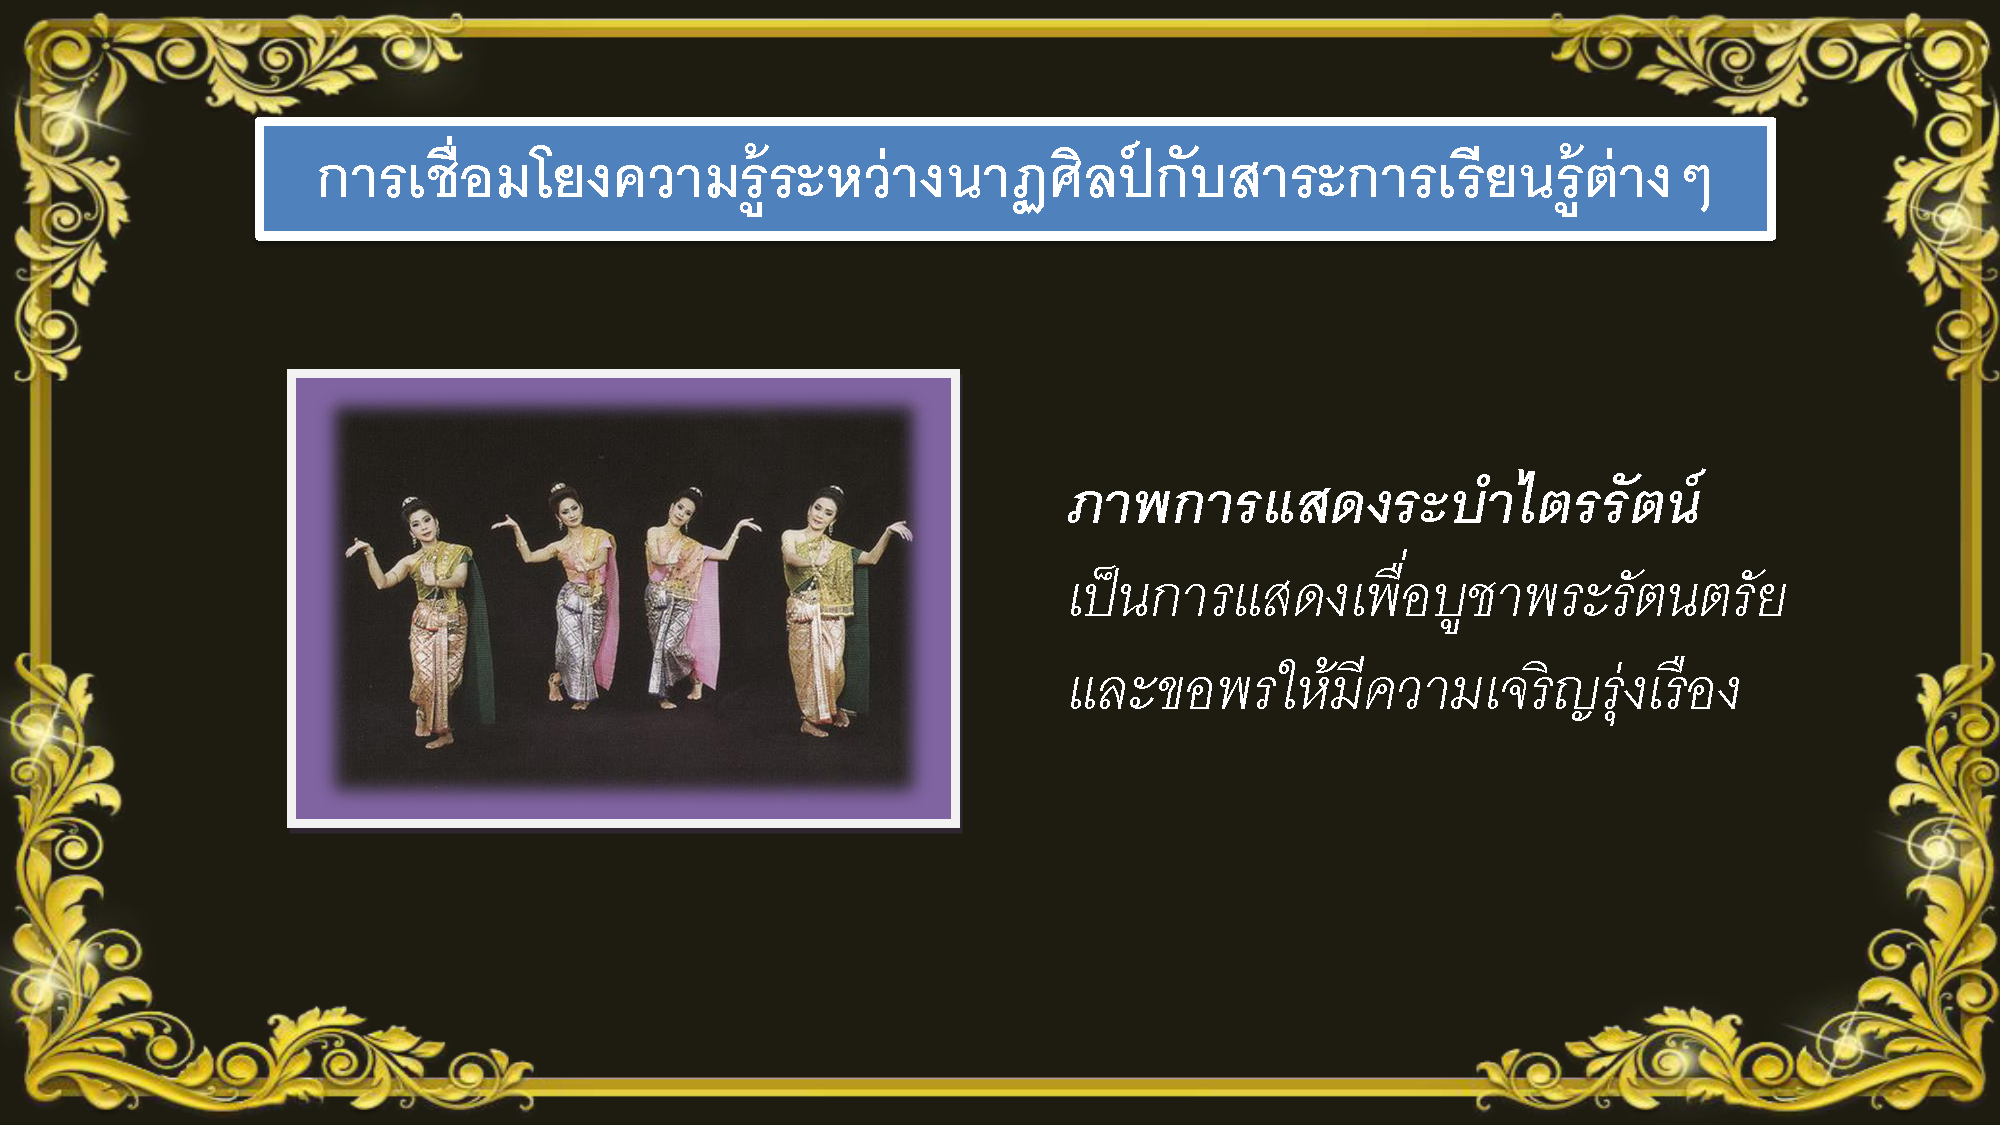 การเชื่อมโยงความรู้ระหว่างนาฏศิลป์กับสาระการเรียนรู้ต่าง ๆ
ภาพการแสดงระบำไตรรัตน์
เป็นการแสดงเพื่อบูชาพระรัตนตรัย
และขอพรให้มีความเจริญรุ่งเรือง